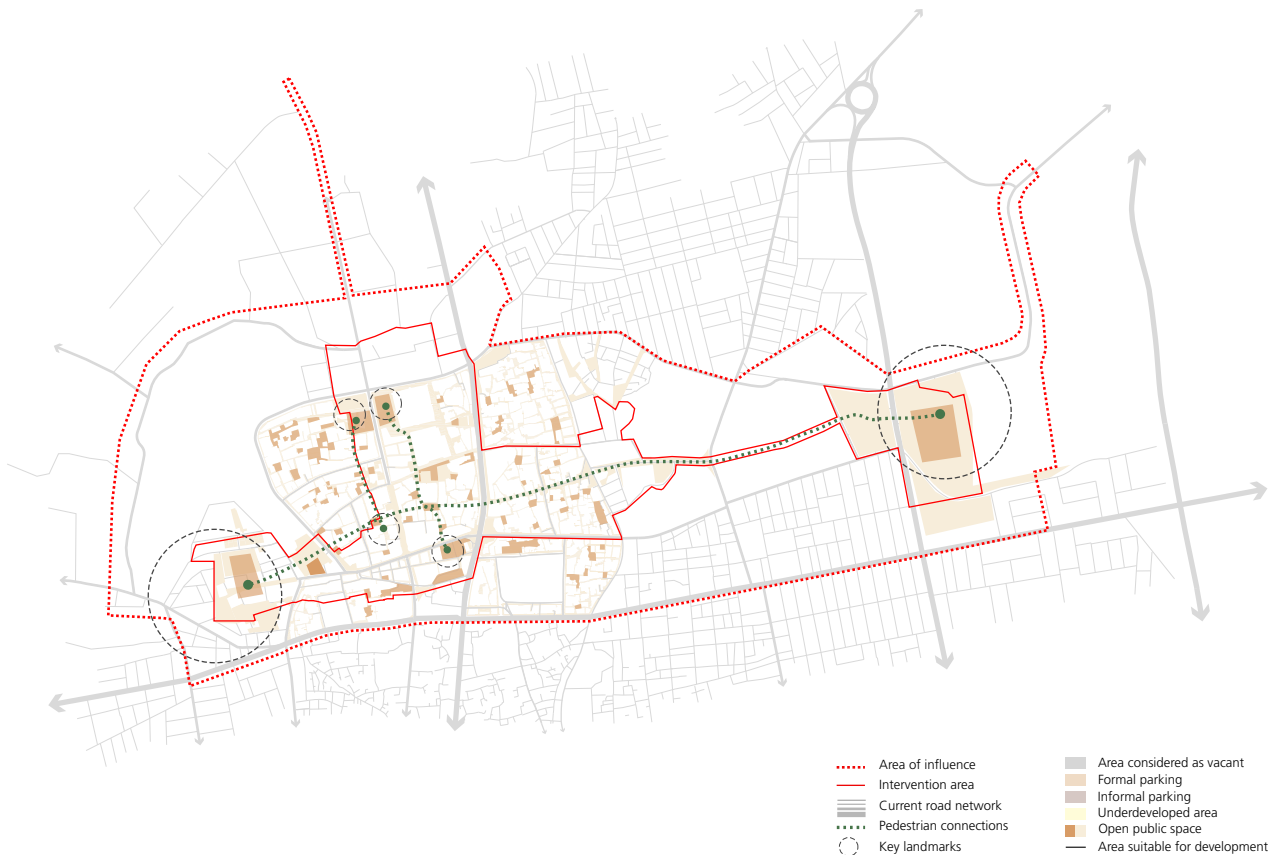 Area of influence
Intervention area
Current road network
Pedestrian connections
Key landmarks
Area considered as vacant
Formal parking
Informal parking
Underdeveloped area
Open public space
Area suitable for development